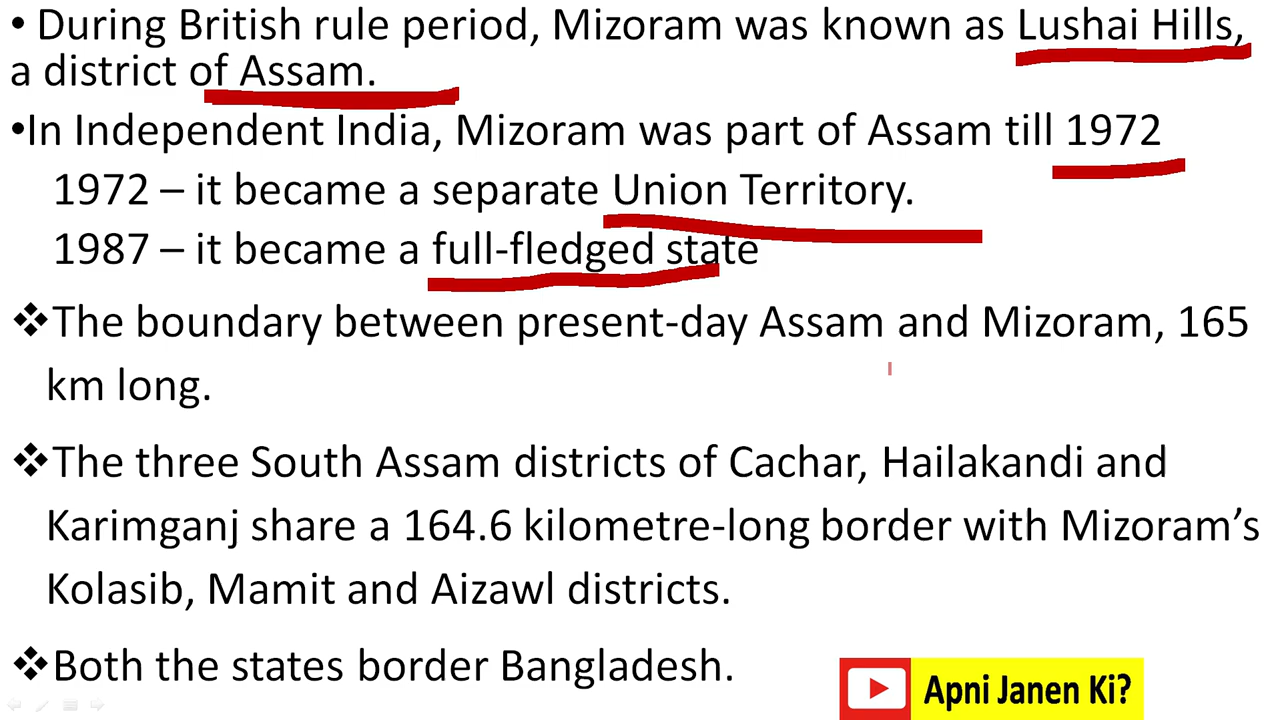 • During British rule period, Mizoram was known as Lushai Hills,
a district of Assam.
•In Independent India, Mizoram was part of Assam till 1972
1972 – it became a separate Union Territory.
1987 – it became a full-fledged state
❖The boundary between present-day Assam and Mizoram, 165
km long.
❖The three South Assam districts of Cachar, Hailakandi and
Karimganj share a 164.6 kilometre-long border with Mizoram’s
Kolasib, Mamit and Aizawl districts.
❖Both the states border Bangladesh.
Apni Janen Ki?